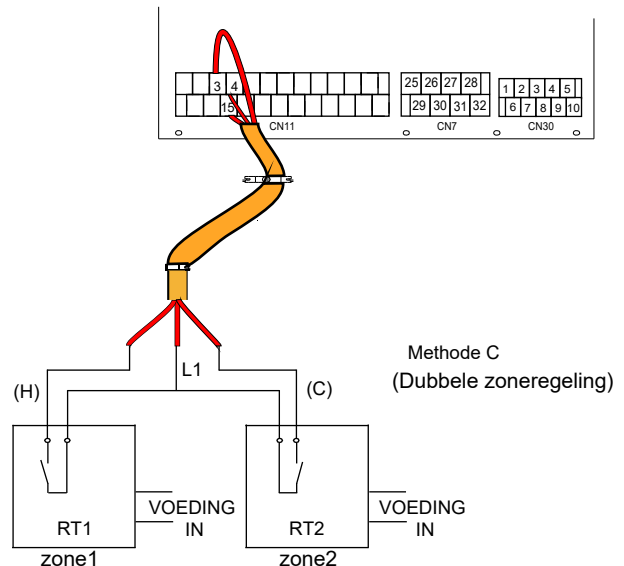 3 4 25 26 27 28 1 2 3 4 5
15 29 30 31 32 6 7 8 9 10
CN11 CN7 CN30
L1
Methode C
(Dubbele zoneregeling)
(H) (C)
VOEDING IN
RT1
zone1
VOEDING IN
RT2
zone2